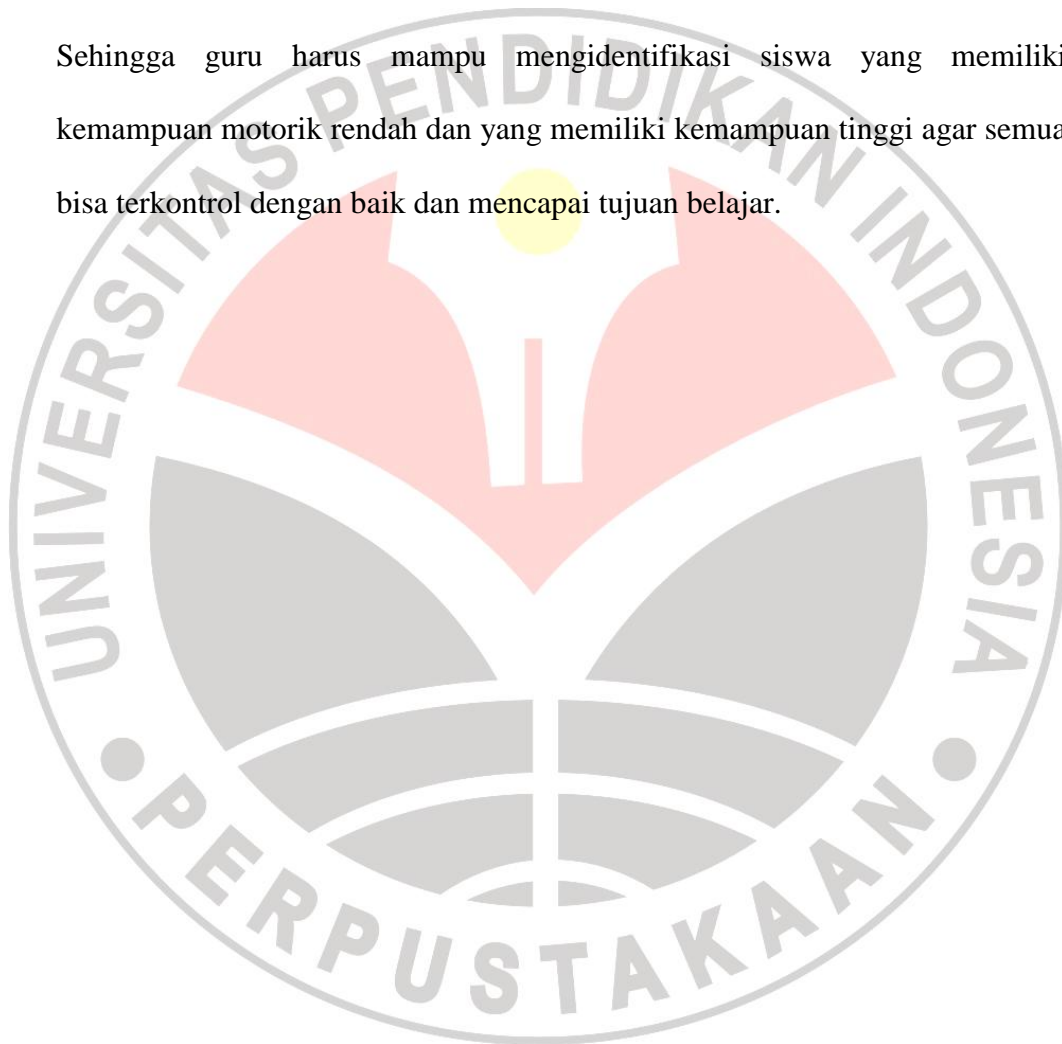 Sehingga guru harus mampu mengidentifikasi siswa yang memiliki
kemampuan motorik rendah dan yang memiliki kemampuan tinggi agar semua
bisa terkontrol dengan baik dan mencapai tujuan belajar.
UNIVERSITAS PENDIDIKAN INDONESIA
PERPUSTAKAAN